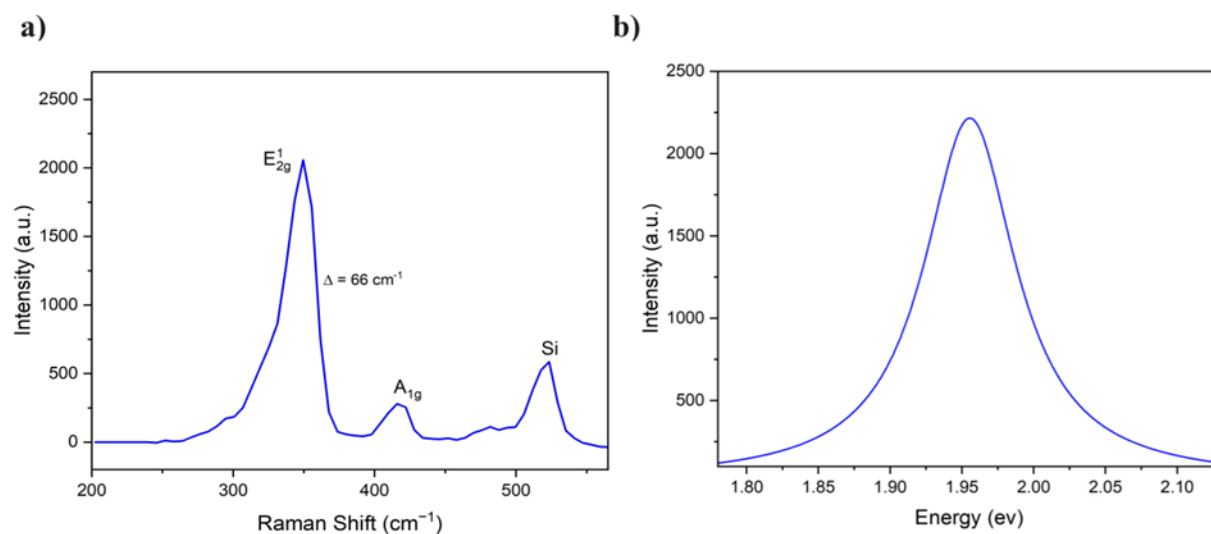 a)
2500
2000
1500
1000
500
0
Intensity (a.u.)
E¹₂g
Δ = 66 cm⁻¹
A₁g
Si
200
300
400
500
Raman Shift (cm⁻¹)
b)
2500
2000
1500
1000
500
Intensity (a.u.)
1.80
1.85
1.90
1.95
2.00
2.05
2.10
Energy (ev)